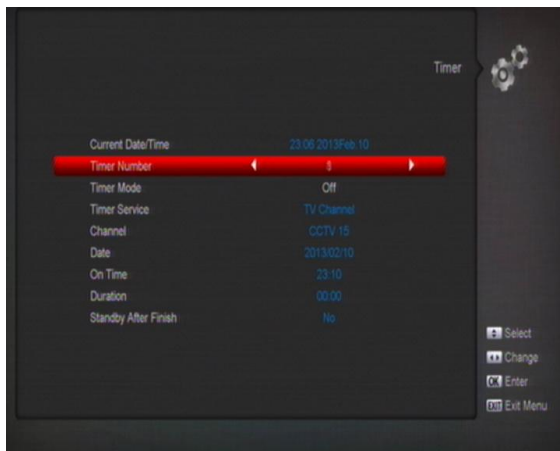 Timer
Current Date/Time 23:06 2013Feb.10
Timer Number 8
Timer Mode Off
Timer Service TV Channel
Channel CCTV 15
Date 2013/02/10
On Time 23:10
Duration 00:00
Standby After Finish No
Select
Change
OK Enter
EXIT Exit Menu